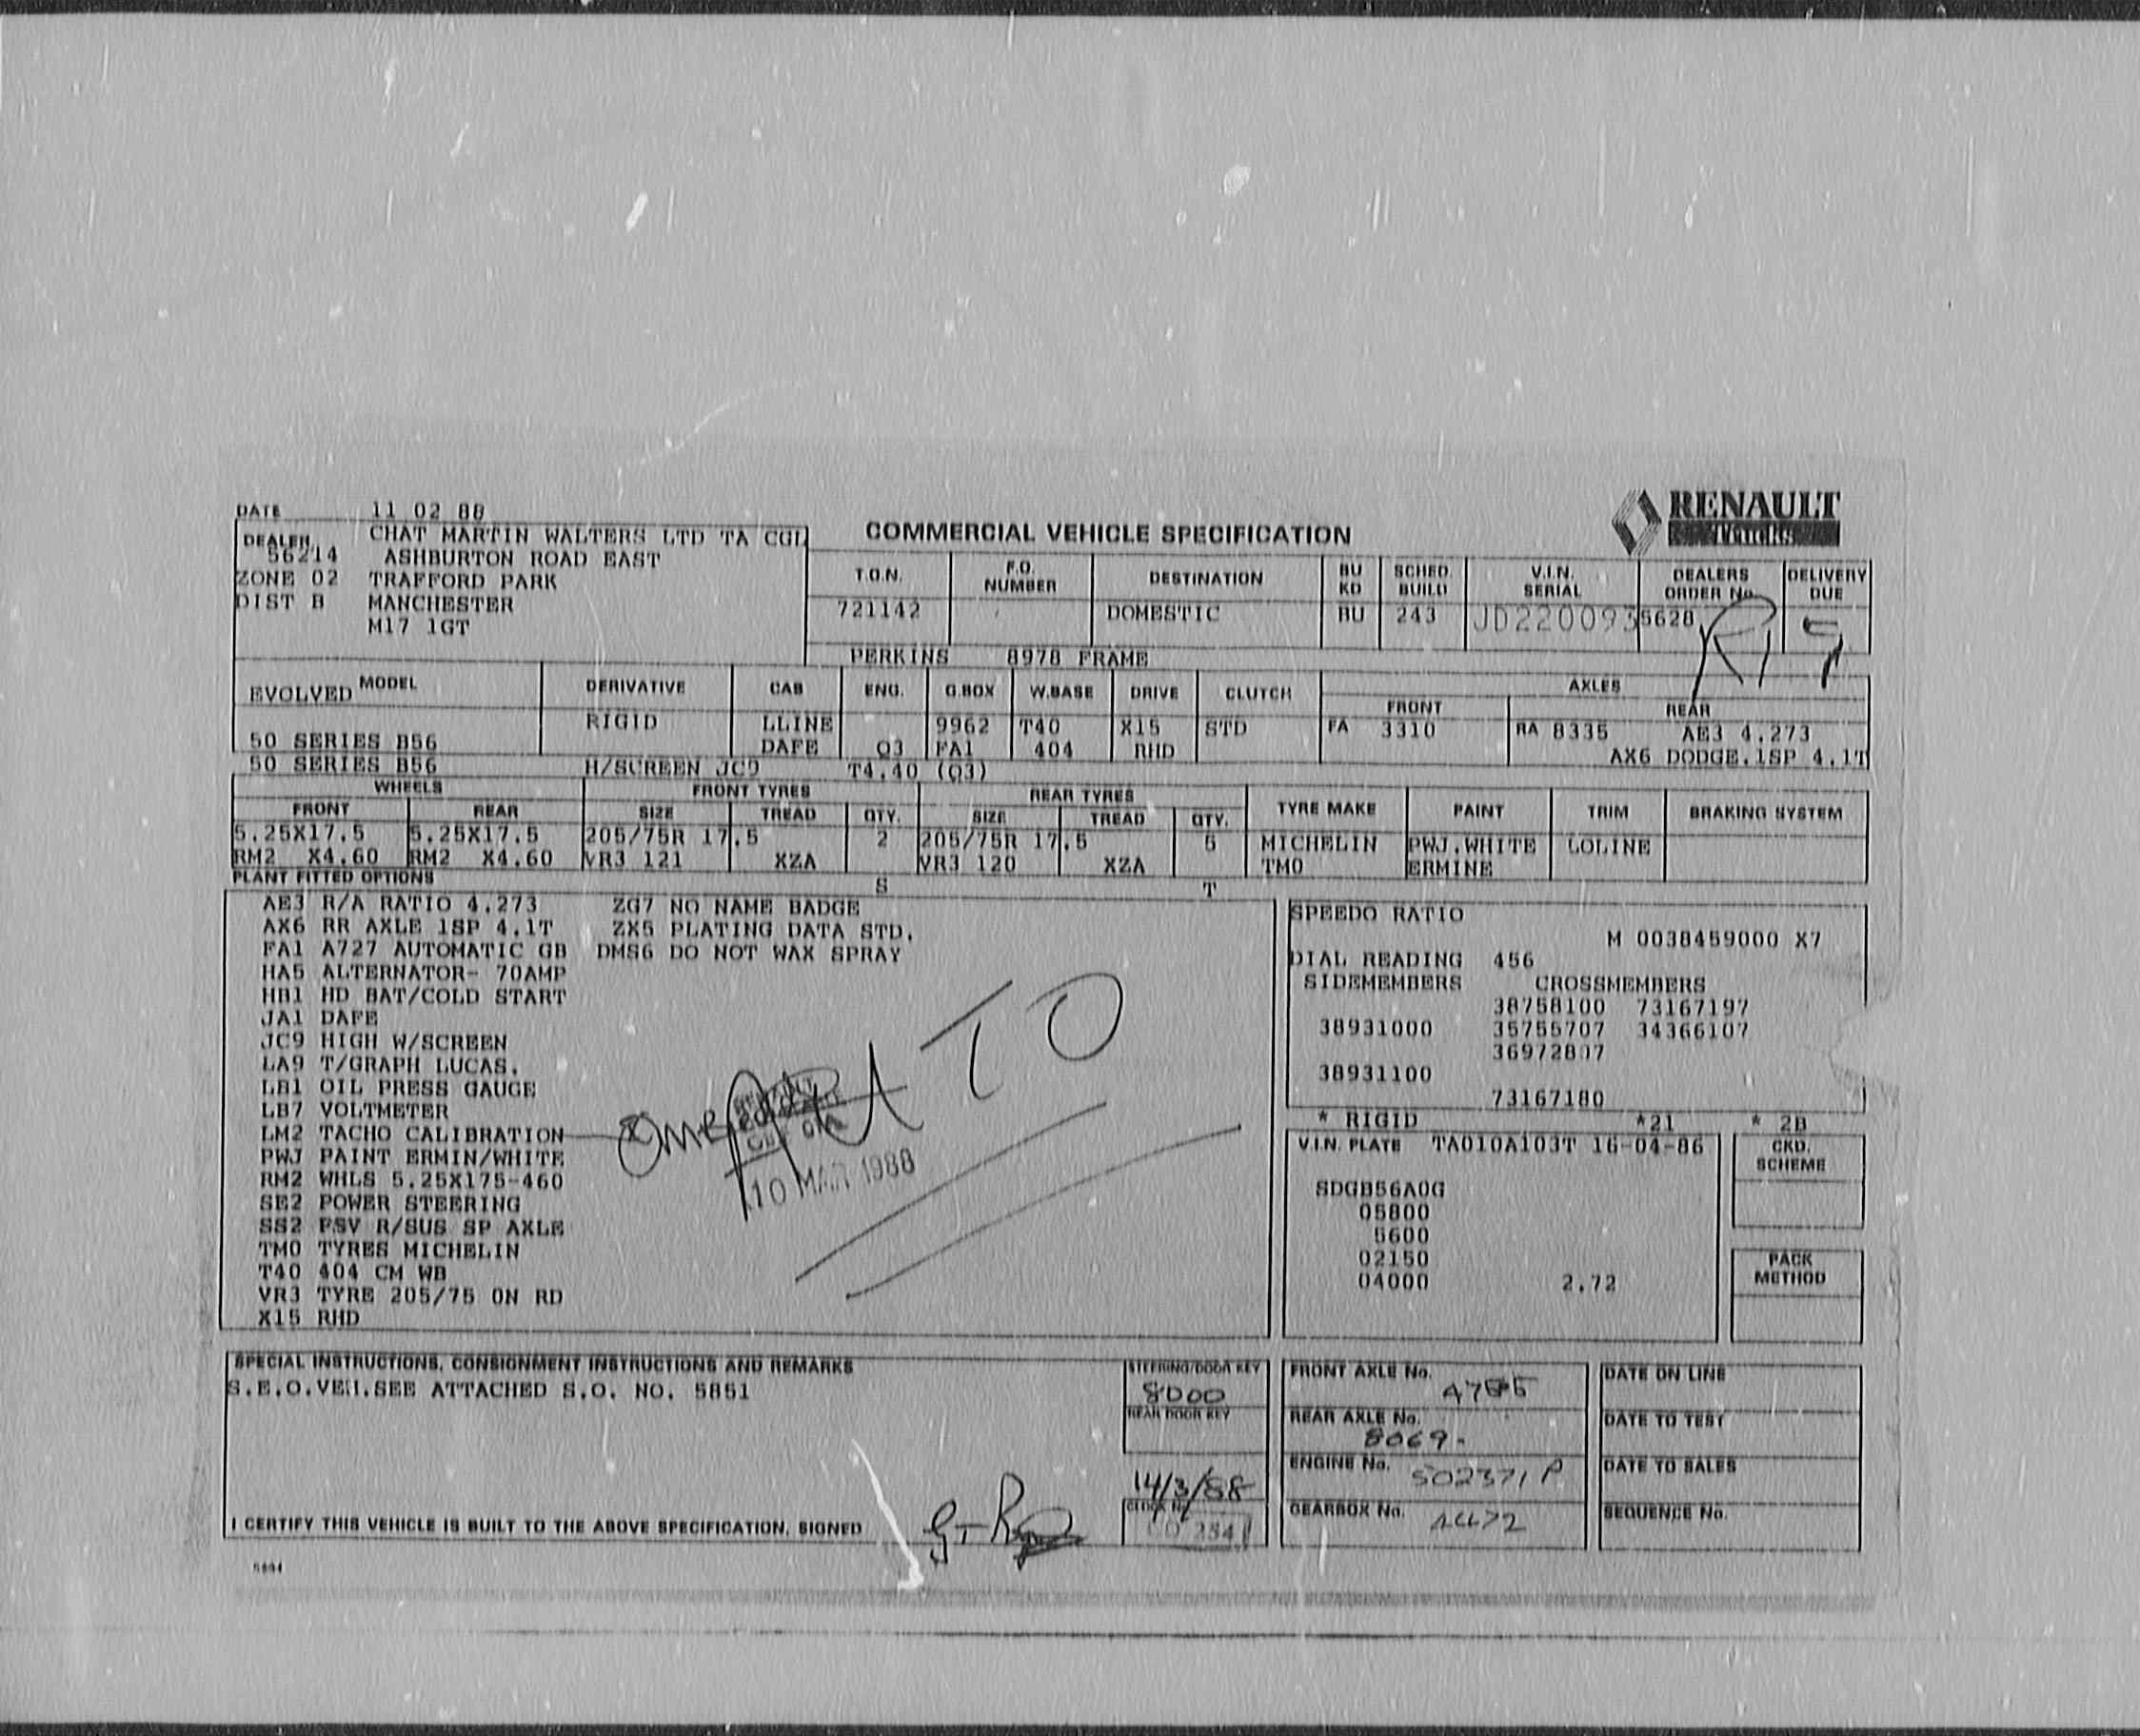 DATE 11 02 88
RENAULT
Trucks
COMMERCIAL VEHICLE SPECIFICATION
DEALER CHAT MARTIN WALTERS LTD TA CGL
56214 ASHBURTON ROAD EAST
ZONE 02 TRAFFORD PARK
DIST B MANCHESTER
M17 1GT
T.O.N. F.O. NUMBER DESTINATION BU KD SCHED. BUILD V.I.N. SERIAL DEALERS ORDER No. DELIVERY DUE
721142 DOMESTIC BU 243 JD220093 5628
PERKINS 8978 FRAME
EVOLVED MODEL DERIVATIVE CAB ENG. G.BOX W.BASE DRIVE CLUTCH AXLES
FRONT REAR
RIGID LLINE 9962 T40 X15 STD FA 3310 RA 8335 AE3 4.273
50 SERIES B56 DAFE Q3 FA1 404 RHD AX6 DODGE.1SP 4.1T
50 SERIES B56 H/SCREEN JC9 T4.40 (Q3)
WHEELS FRONT TYRES REAR TYRES TYRE MAKE PAINT TRIM BRAKING SYSTEM
FRONT REAR SIZE TREAD QTY. SIZE TREAD QTY.
5.25X17.5 5.25X17.5 205/75R 17.5 2 205/75R 17.5 5 MICHELIN PWJ.WHITE LOLINE
RM2 X4.60 RM2 X4.60 VR3 121 XZA VR3 120 XZA TM0 ERMINE
PLANT FITTED OPTIONS S T
AE3 R/A RATIO 4.273 ZG7 NO NAME BADGE
AX6 RR AXLE 1SP 4.1T ZX5 PLATING DATA STD.
FA1 A727 AUTOMATIC GB DMS6 DO NOT WAX SPRAY
HA5 ALTERNATOR- 70AMP
HB1 HD BAT/COLD START
JA1 DAFE
JC9 HIGH W/SCREEN
LA9 T/GRAPH LUCAS.
LB1 OIL PRESS GAUGE
LB7 VOLTMETER
LM2 TACHO CALIBRATION
PWJ PAINT ERMIN/WHITE
RM2 WHLS 5.25X175-460
SE2 POWER STEERING
SS2 PSV R/SUS SP AXLE
TM0 TYRES MICHELIN
T40 404 CM WB
VR3 TYRE 205/75 ON RD
X15 RHD
10 MAR 1988
SPEEDO RATIO
M 0038459000 X7
DIAL READING 456
SIDEMEMBERS CROSSMEMBERS
38758100 73167197
38931000 35755707 34366107
36972807
38931100
73167180
* RIGID *21 * 2B
V.I.N. PLATE TA010A103T 16-04-86
SDGB56A0G
05800
5600
02150
04000 2.72
CKD. SCHEME
PACK METHOD
SPECIAL INSTRUCTIONS, CONSIGNMENT INSTRUCTIONS AND REMARKS
S.E.O.VEH.SEE ATTACHED S.O. NO. 5851
STEERING/DOOR KEY
8000
REAR DOOR KEY
14/3/88
CLOCK No.
FRONT AXLE No.
REAR AXLE No.
8069.
ENGINE No. 502371 P
GEARBOX No.
DATE ON LINE
DATE TO TEST
DATE TO SALES
SEQUENCE No.
I CERTIFY THIS VEHICLE IS BUILT TO THE ABOVE SPECIFICATION, SIGNED